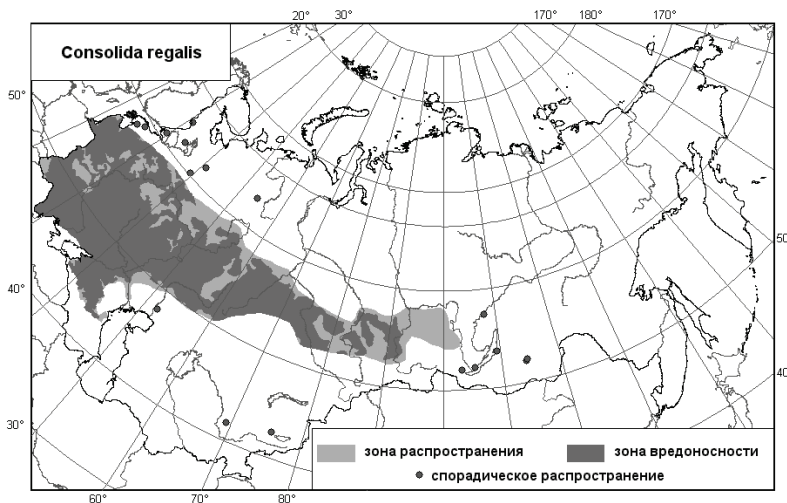 20° 30° 170° 180° 170°
Consolida regalis
50°
50
40°
40
30°
зона распространения зона вредоносности
спорадическое распространение
60° 70° 80°